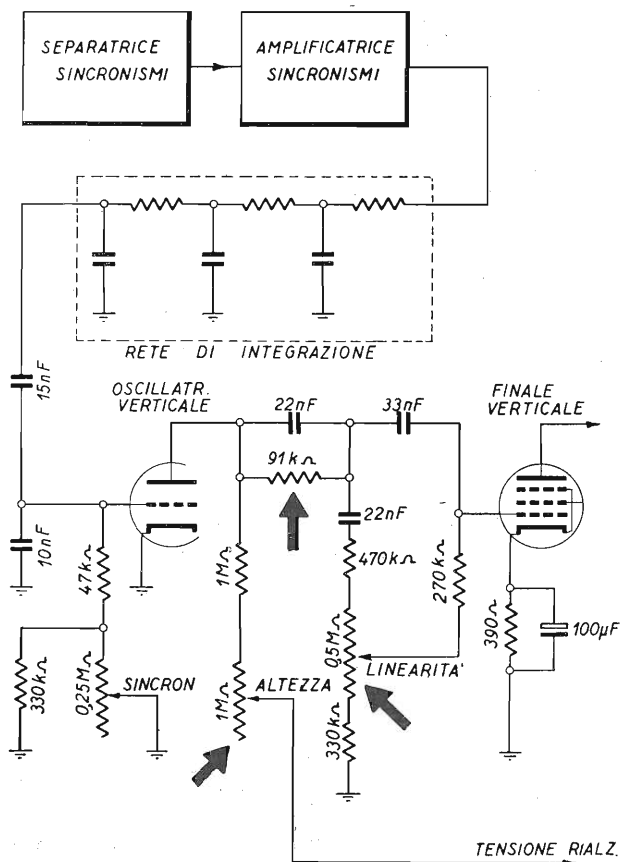 SEPARATRICE
SINCRONISMI
AMPLIFICATRICE
SINCRONISMI
RETE DI INTEGRAZIONE
15nF
OSCILLATR.
VERTICALE
22nF
33nF
FINALE
VERTICALE
91kΩ
22nF
10nF
47kΩ
1MΩ
470kΩ
270kΩ
390Ω
100µF
330kΩ
0,25MΩ
SINCRON
1MΩ
ALTEZZA
0,5MΩ
LINEARITA'
330kΩ
TENSIONE RIALZ.